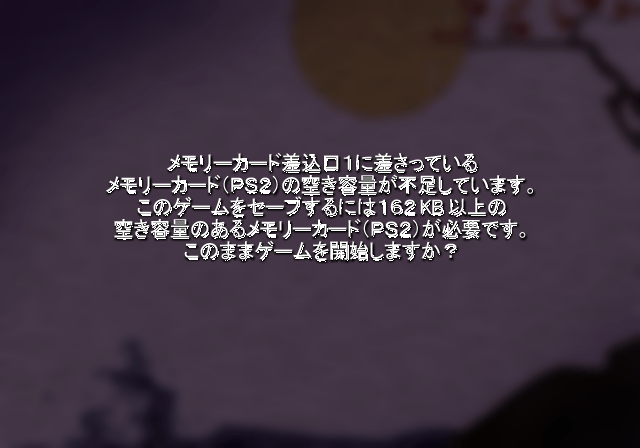 メモリーカード差込口1に差さっている
メモリーカード(PS2)の空き容量が不足しています。
このゲームをセーブするには162KB以上の
空き容量のあるメモリーカード(PS2)が必要です。
このままゲームを開始しますか？